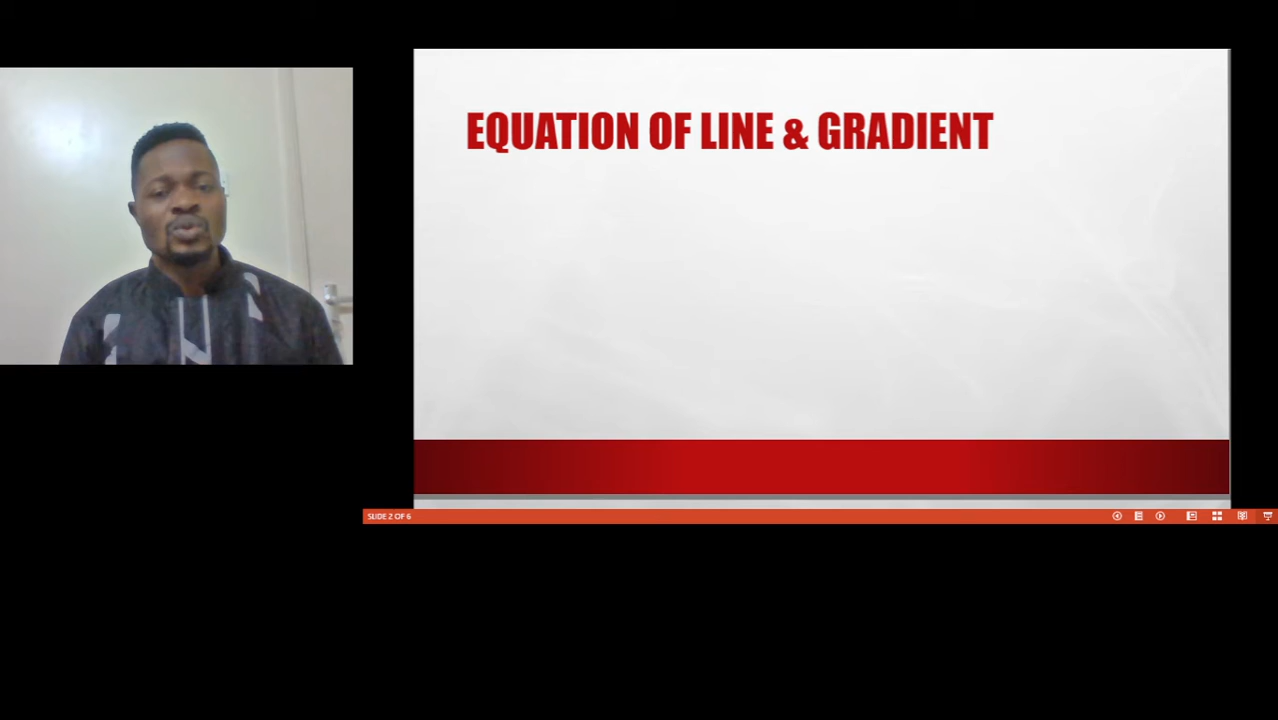 EQUATION OF LINE & GRADIENT
SLIDE 2 OF 6